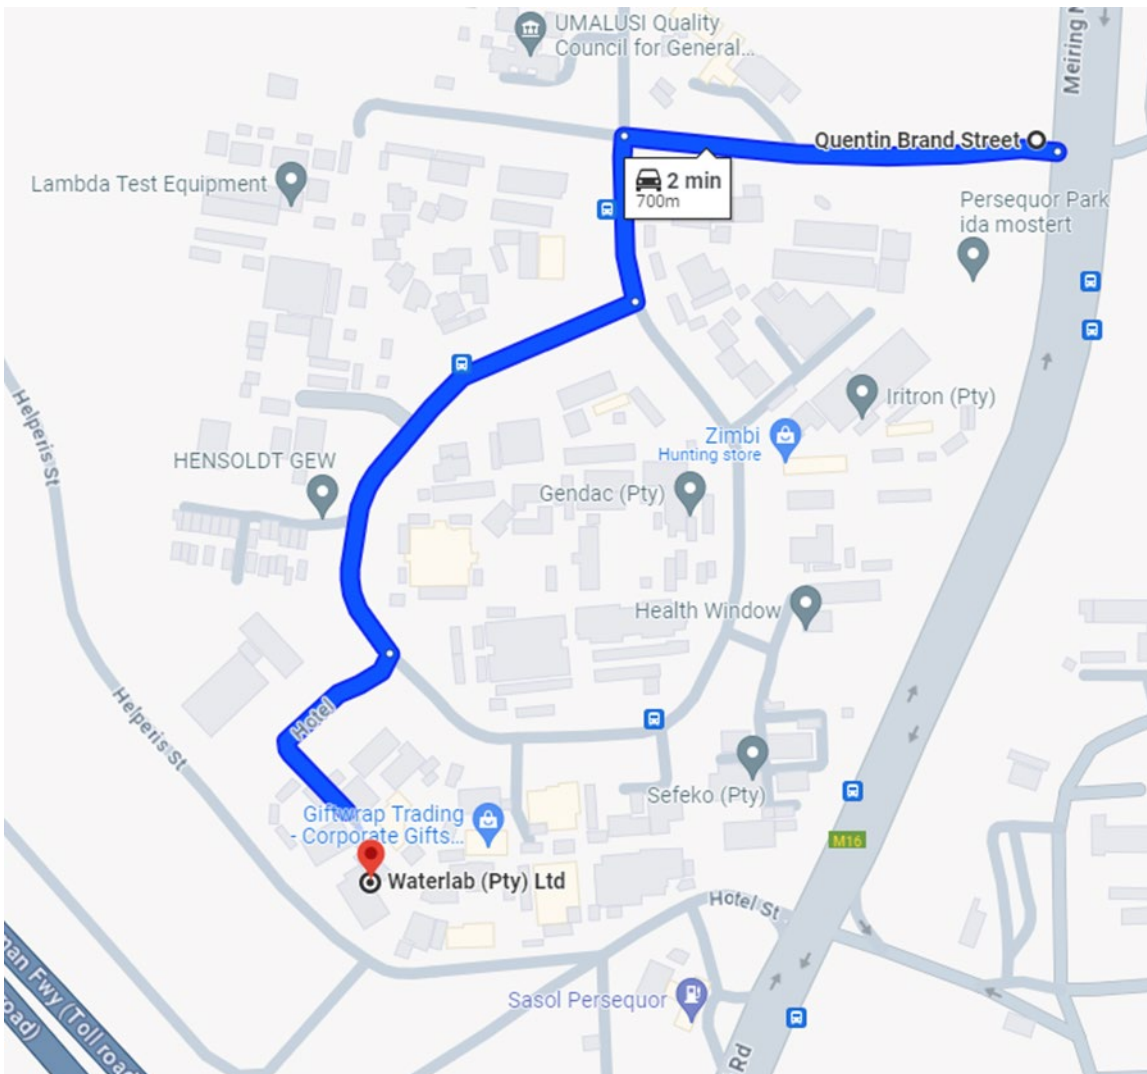 UMALUSI Quality
Council for General...
Meiring N
Quentin Brand Street
2 min
700m
Lambda Test Equipment
Persequor Park
ida mostert
Iritron (Pty)
Helperis St
Zimbi
Hunting store
HENSOLDT GEW
Gendac (Pty)
Health Window
Helperis St
Hotel
Sefeko (Pty)
Giftwrap Trading
- Corporate Gifts...
M16
Waterlab (Pty) Ltd
Hotel St
man Fwy (Toll road
oad)
Sasol Persequor
Rd